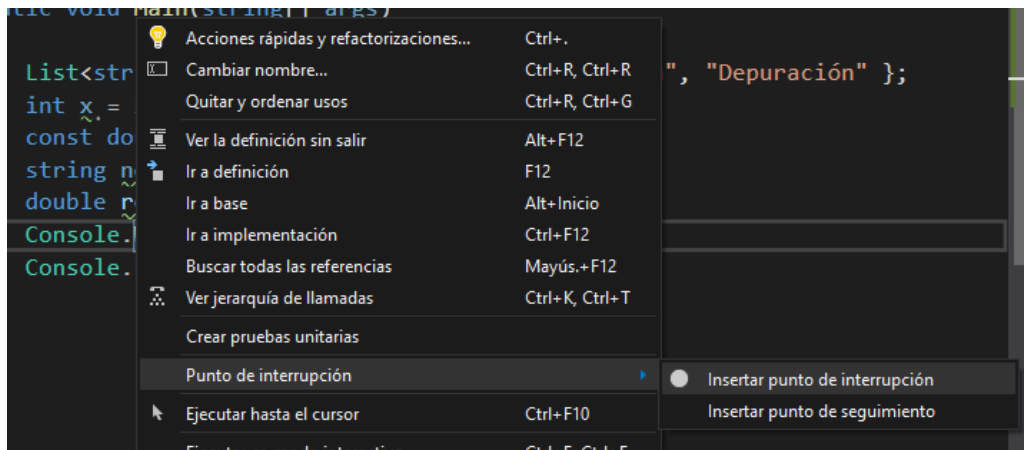 static void Main(string[] args)
Acciones rápidas y refactorizaciones... Ctrl+.
List<str ", "Depuración" };
Cambiar nombre... Ctrl+R, Ctrl+R
int x =
Quitar y ordenar usos Ctrl+R, Ctrl+G
const do
Ver la definición sin salir Alt+F12
string n
Ir a definición F12
double r
Ir a base Alt+Inicio
Console.
Ir a implementación Ctrl+F12
Console.
Buscar todas las referencias Mayús.+F12
Ver jerarquía de llamadas Ctrl+K, Ctrl+T
Crear pruebas unitarias
Punto de interrupción
Insertar punto de interrupción
Ejecutar hasta el cursor Ctrl+F10
Insertar punto de seguimiento